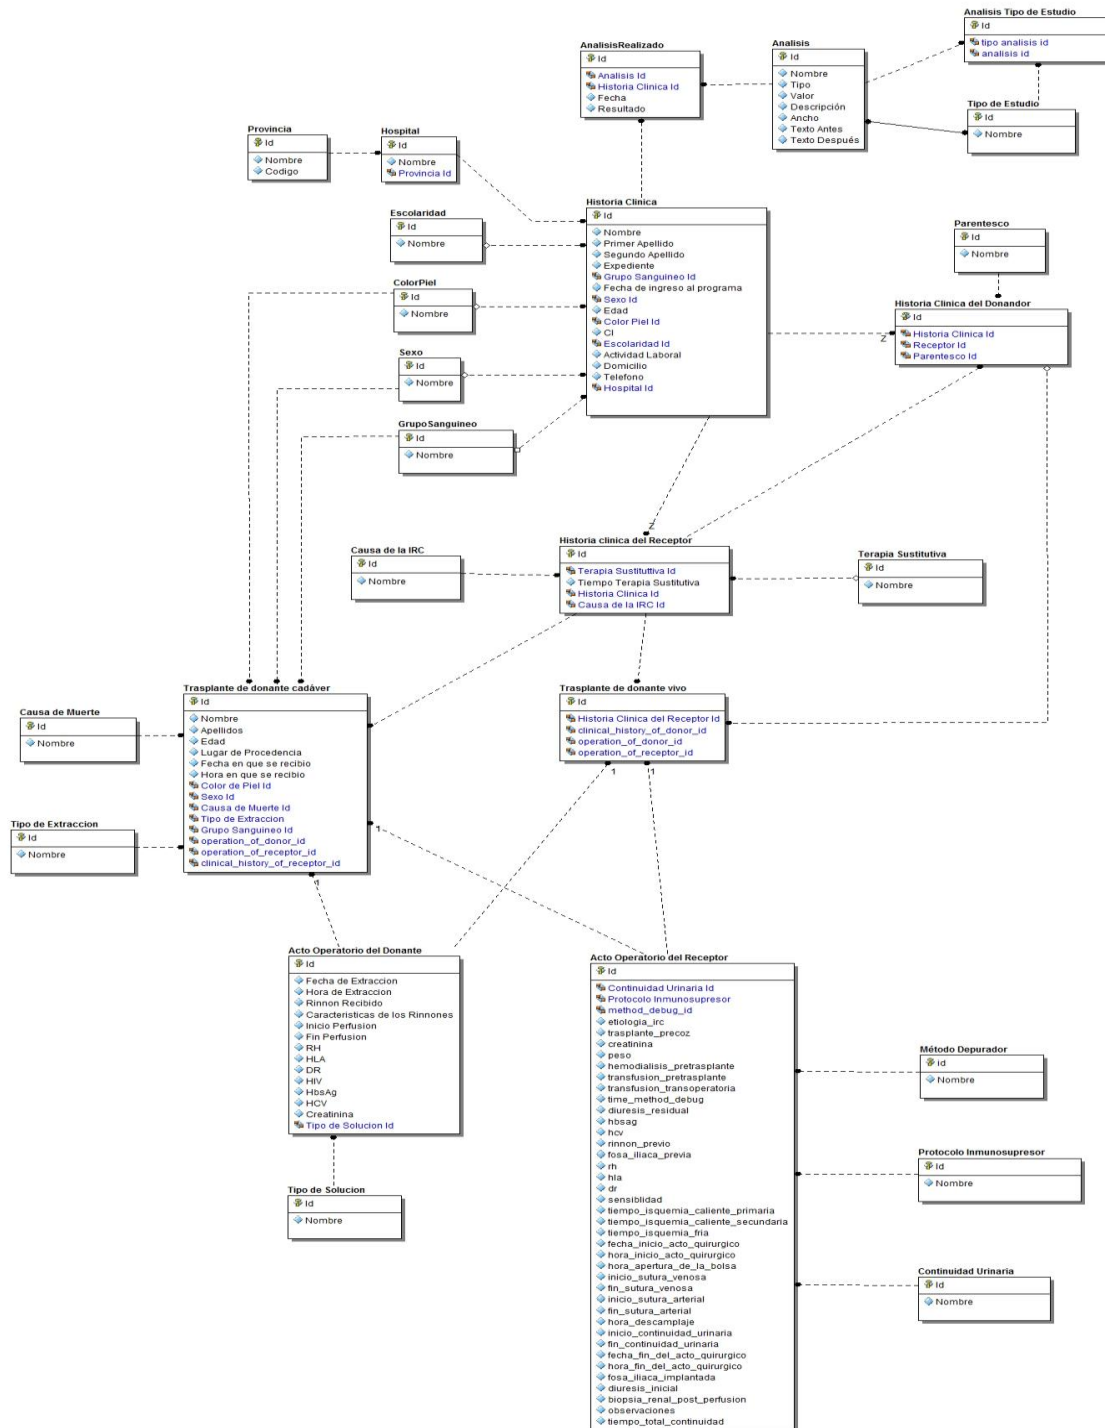 Analisis Tipo de Estudio
Id
tipo analisis id
analisis id
AnalisisRealizado
Id
Analisis Id
Historia Clinica Id
Fecha
Resultado
Analisis
Id
Nombre
Tipo
Valor
Descripción
Ancho
Texto Antes
Texto Después
Tipo de Estudio
Id
Nombre
Provincia
Id
Nombre
Codigo
Hospital
Id
Nombre
Provincia Id
Historia Clinica
Id
Nombre
Primer Apellido
Segundo Apellido
Expediente
Grupo Sanguineo Id
Fecha de ingreso al programa
Sexo Id
Edad
Color Piel Id
CI
Escolaridad Id
Actividad Laboral
Domicilio
Telefono
Hospital Id
Escolaridad
Id
Nombre
ColorPiel
Id
Nombre
Sexo
Id
Nombre
GrupoSanguineo
Id
Nombre
Parentesco
Id
Nombre
Historia Clinica del Donandor
Id
Historia Clinica Id
Receptor Id
Parentesco Id
Z
Z
Historia clinica del Receptor
Id
Terapia Sustituttiva Id
Tiempo Terapia Sustitutiva
Historia Clinica Id
Causa de la IRC Id
Causa de la IRC
Id
Nombre
Terapia Sustitutiva
Id
Nombre
Trasplante de donante cadáver
Id
Nombre
Apellidos
Edad
Lugar de Procedencia
Fecha en que se recibio
Hora en que se recibio
Color de Piel Id
Sexo Id
Causa de Muerte Id
Tipo de Extraccion
Grupo Sanguineo Id
operation_of_donor_id
operation_of_receptor_id
clinical_history_of_receptor_id
1
1
Trasplante de donante vivo
Id
Historia Clinica del Receptor Id
clinical_history_of_donor_id
operation_of_donor_id
operation_of_receptor_id
1
1
Causa de Muerte
Id
Nombre
Tipo de Extraccion
Id
Nombre
Acto Operatorio del Donante
Id
Fecha de Extraccion
Hora de Extraccion
Rinnon Recibido
Caracteristicas de los Rinnones
Inicio Perfusion
Fin Perfusion
RH
HLA
DR
HIV
HbsAg
HCV
Creatinina
Tipo de Solucion Id
Tipo de Solucion
Id
Nombre
Acto Operatorio del Receptor
Id
Continuidad Urinaria Id
Protocolo Inmunosupresor
method_debug_id
etiologia_irc
trasplante_precoz
creatinina
peso
hemodialisis_pretrasplante
transfusion_pretrasplante
transfusion_transoperatoria
time_method_debug
diuresis_residual
hbsag
hcv
rinnon_previo
fosa_iliaca_previa
rh
hla
dr
sensiblidad
tiempo_isquemia_caliente_primaria
tiempo_isquemia_caliente_secundaria
tiempo_isquemia_fria
fecha_inicio_acto_quirurgico
hora_inicio_acto_quirurgico
hora_apertura_de_la_bolsa
inicio_sutura_venosa
fin_sutura_venosa
inicio_sutura_arterial
fin_sutura_arterial
hora_descamplaje
inicio_continuidad_urinaria
fin_continuidad_urinaria
fecha_fin_del_acto_quirurgico
hora_fin_del_acto_quirurgico
fosa_iliaca_implantada
diuresis_inicial
biopsia_renal_post_perfusion
observaciones
tiempo_total_continuidad
Método Depurador
id
Nombre
Protocolo Inmunosupresor
Id
Nombre
Continuidad Urinaria
Id
Nombre